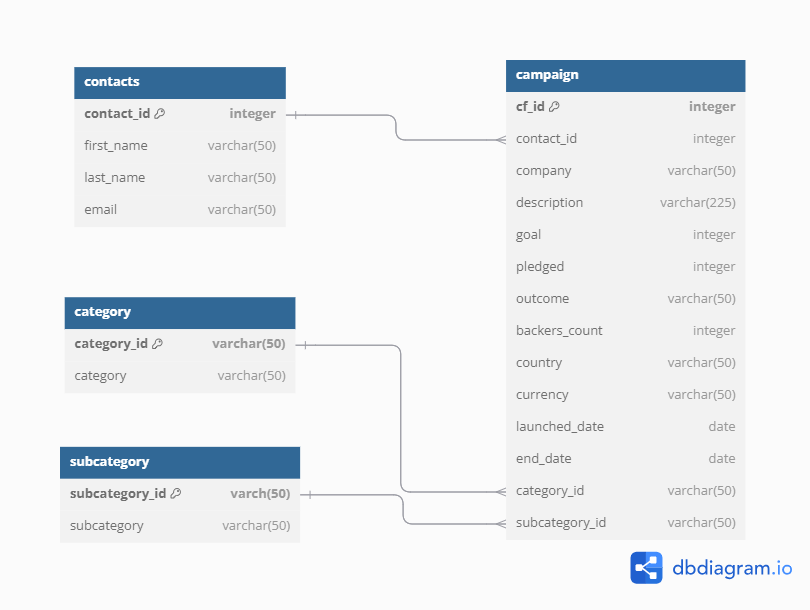 contacts
contact_id integer
first_name varchar(50)
last_name varchar(50)
email varchar(50)
category
category_id varchar(50)
category varchar(50)
subcategory
subcategory_id varch(50)
subcategory varchar(50)
campaign
cf_id integer
contact_id integer
company varchar(50)
description varchar(225)
goal integer
pledged integer
outcome varchar(50)
backers_count integer
country varchar(50)
currency varchar(50)
launched_date date
end_date date
category_id varchar(50)
subcategory_id varchar(50)
dbdiagram.io